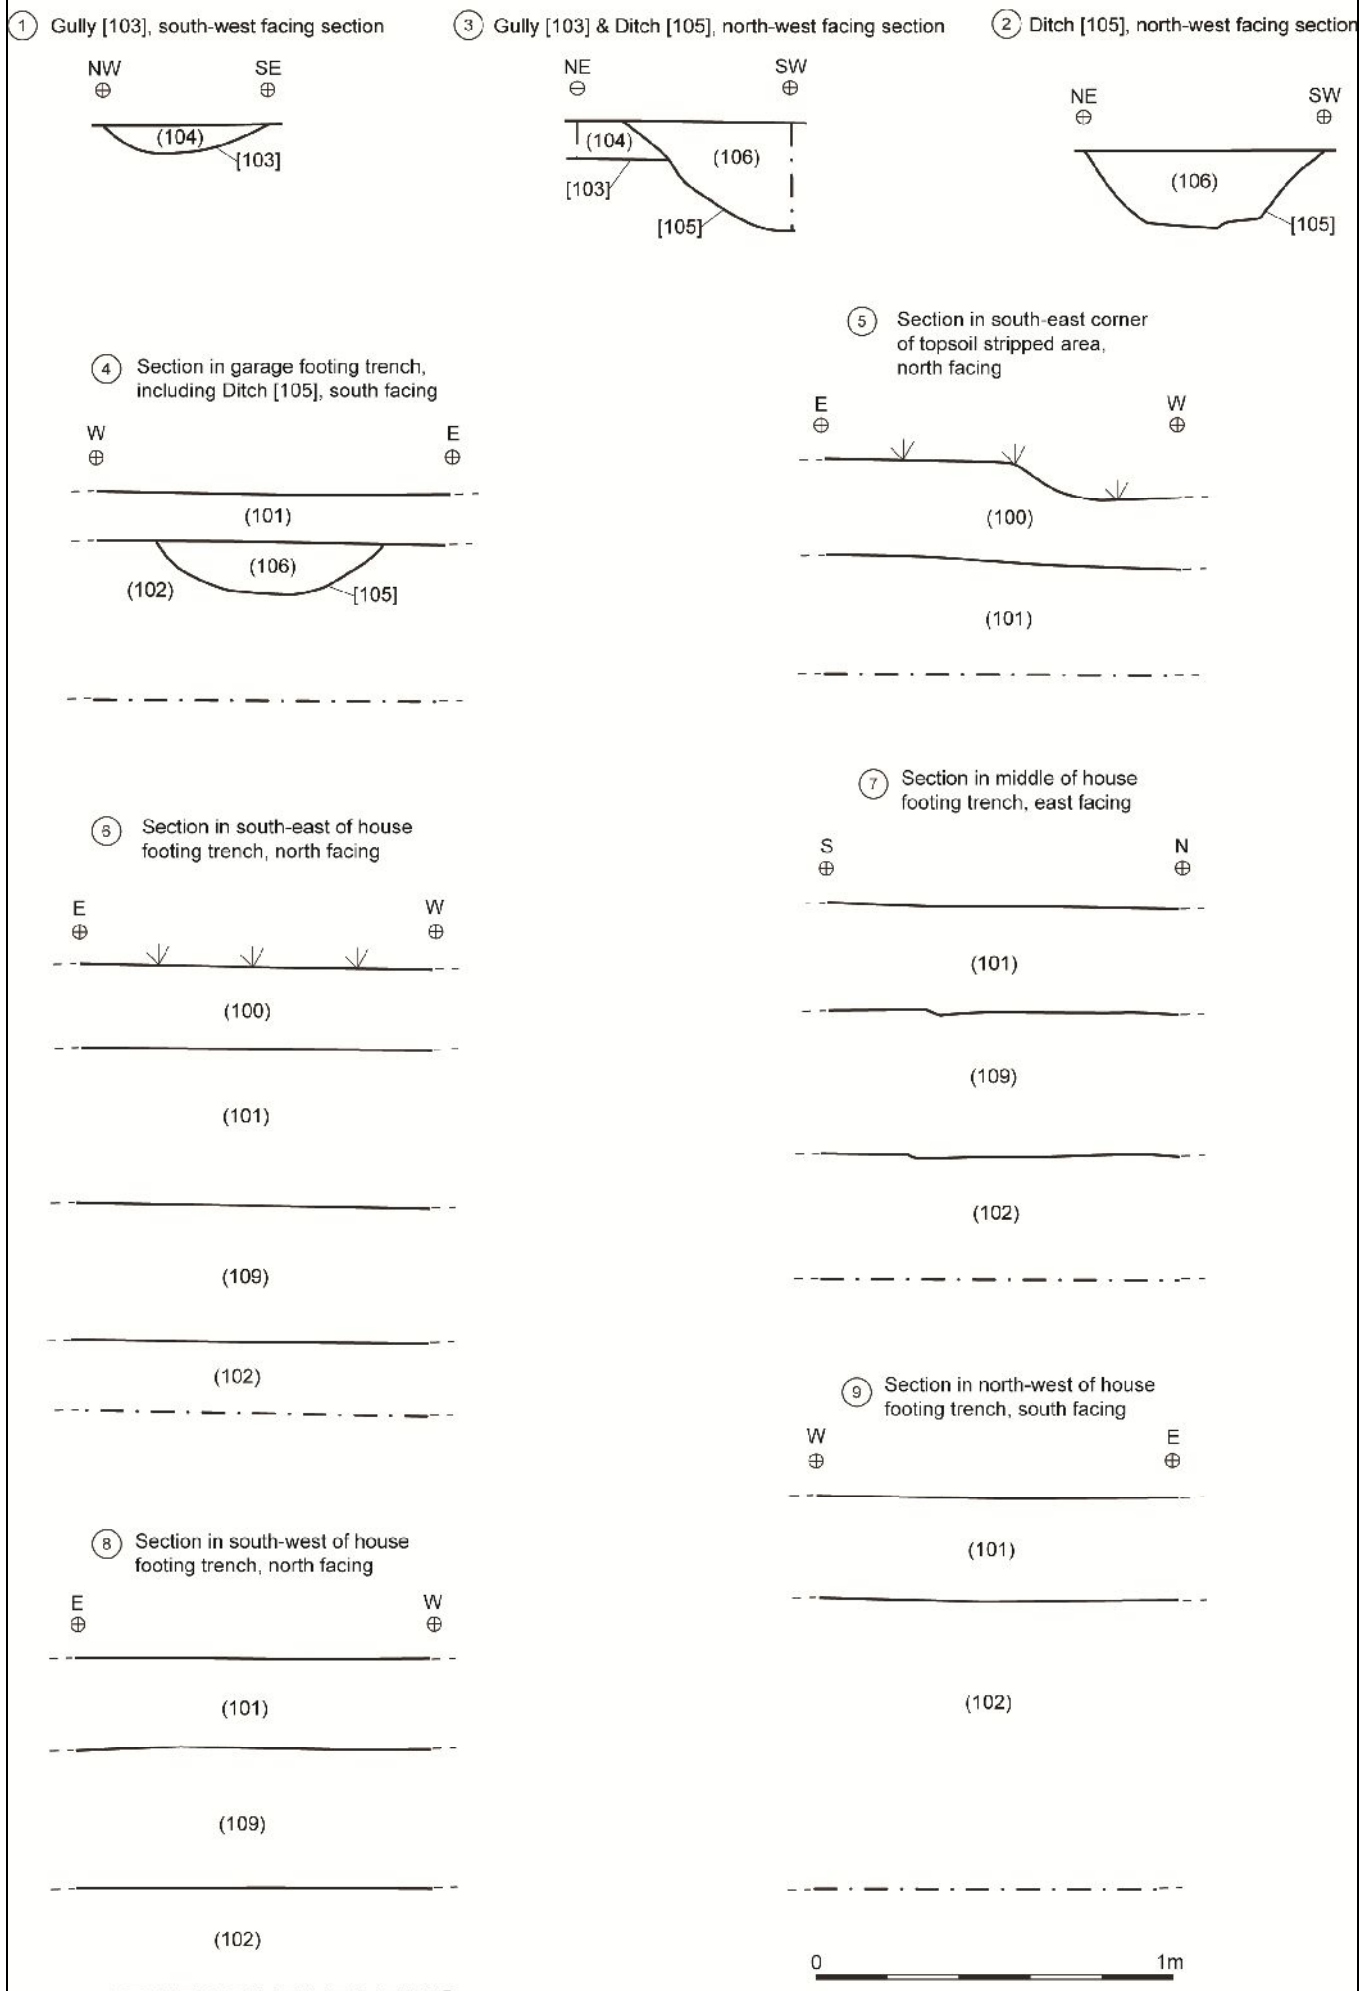 1 Gully [103], south-west facing section
NW SE
(104)
[103]
3 Gully [103] & Ditch [105], north-west facing section
NE SW
(104)
(106)
[103]
[105]
2 Ditch [105], north-west facing section
NE SW
(106)
[105]
4 Section in garage footing trench,
including Ditch [105], south facing
W E
(101)
(106)
(102)
[105]
5 Section in south-east corner
of topsoil stripped area,
north facing
E W
(100)
(101)
6 Section in south-east of house
footing trench, north facing
E W
(100)
(101)
(109)
(102)
7 Section in middle of house
footing trench, east facing
S N
(101)
(109)
(102)
8 Section in south-west of house
footing trench, north facing
E W
(101)
(109)
(102)
9 Section in north-west of house
footing trench, south facing
W E
(101)
(102)
0 1m